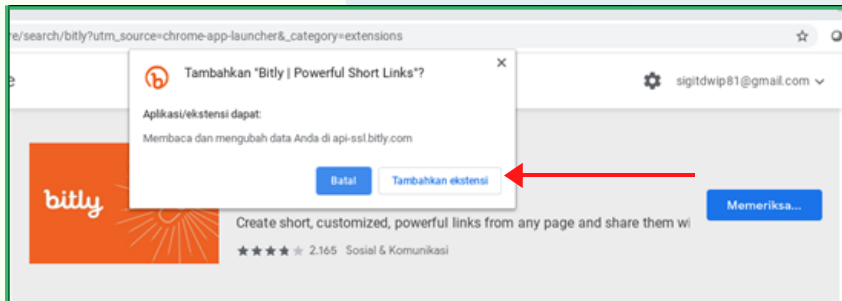 re/search/bitly?utm_source=chrome-app-launcher&_category=extensions
Tambahkan "Bitly | Powerful Short Links"?
sigitdwip81@gmail.com
Aplikasi/ekstensi dapat:
Membaca dan mengubah data Anda di api-ssl.bitly.com
Batal
Tambahkan ekstensi
bitly
Memeriksa...
Create short, customized, powerful links from any page and share them wi
2.165 Sosial & Komunikasi